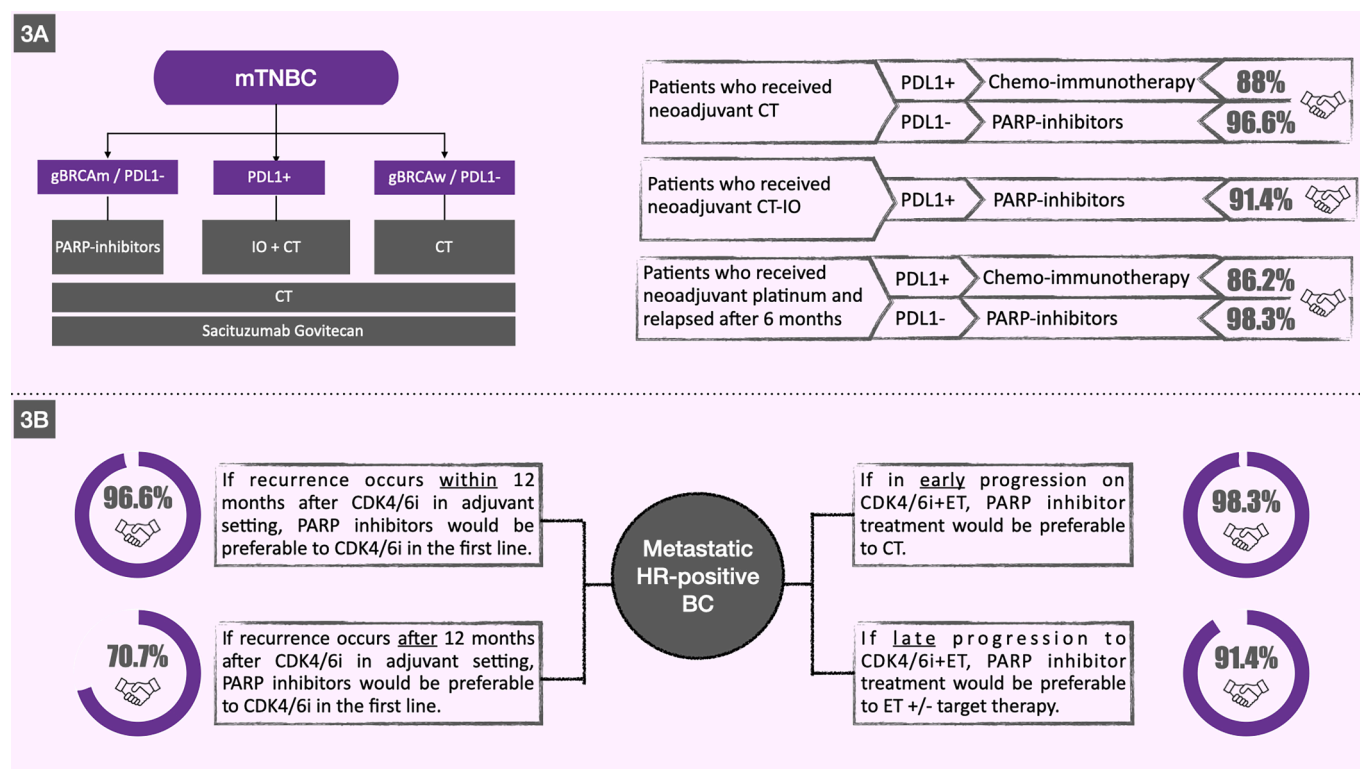 3A
mTNBC
gBRCAm / PDL1-
PDL1+
gBRCAw / PDL1-
PARP-inhibitors
IO + CT
CT
CT
Sacituzumab Govitecan
Patients who received
neoadjuvant CT
PDL1+
Chemo-immunotherapy
88%
PDL1-
PARP-inhibitors
96.6%
Patients who received
neoadjuvant CT-IO
PDL1+
PARP-inhibitors
91.4%
Patients who received
neoadjuvant platinum and
relapsed after 6 months
PDL1+
Chemo-immunotherapy
86.2%
PDL1-
PARP-inhibitors
98.3%
3B
96.6%
If recurrence occurs within 12
months after CDK4/6i in adjuvant
setting, PARP inhibitors would be
preferable to CDK4/6i in the first line.
70.7%
If recurrence occurs after 12 months
after CDK4/6i in adjuvant setting,
PARP inhibitors would be preferable
to CDK4/6i in the first line.
Metastatic
HR-positive
BC
If in early progression on
CDK4/6i+ET, PARP inhibitor
treatment would be preferable
to CT.
98.3%
If late progression to
CDK4/6i+ET, PARP inhibitor
treatment would be preferable
to ET +/- target therapy.
91.4%